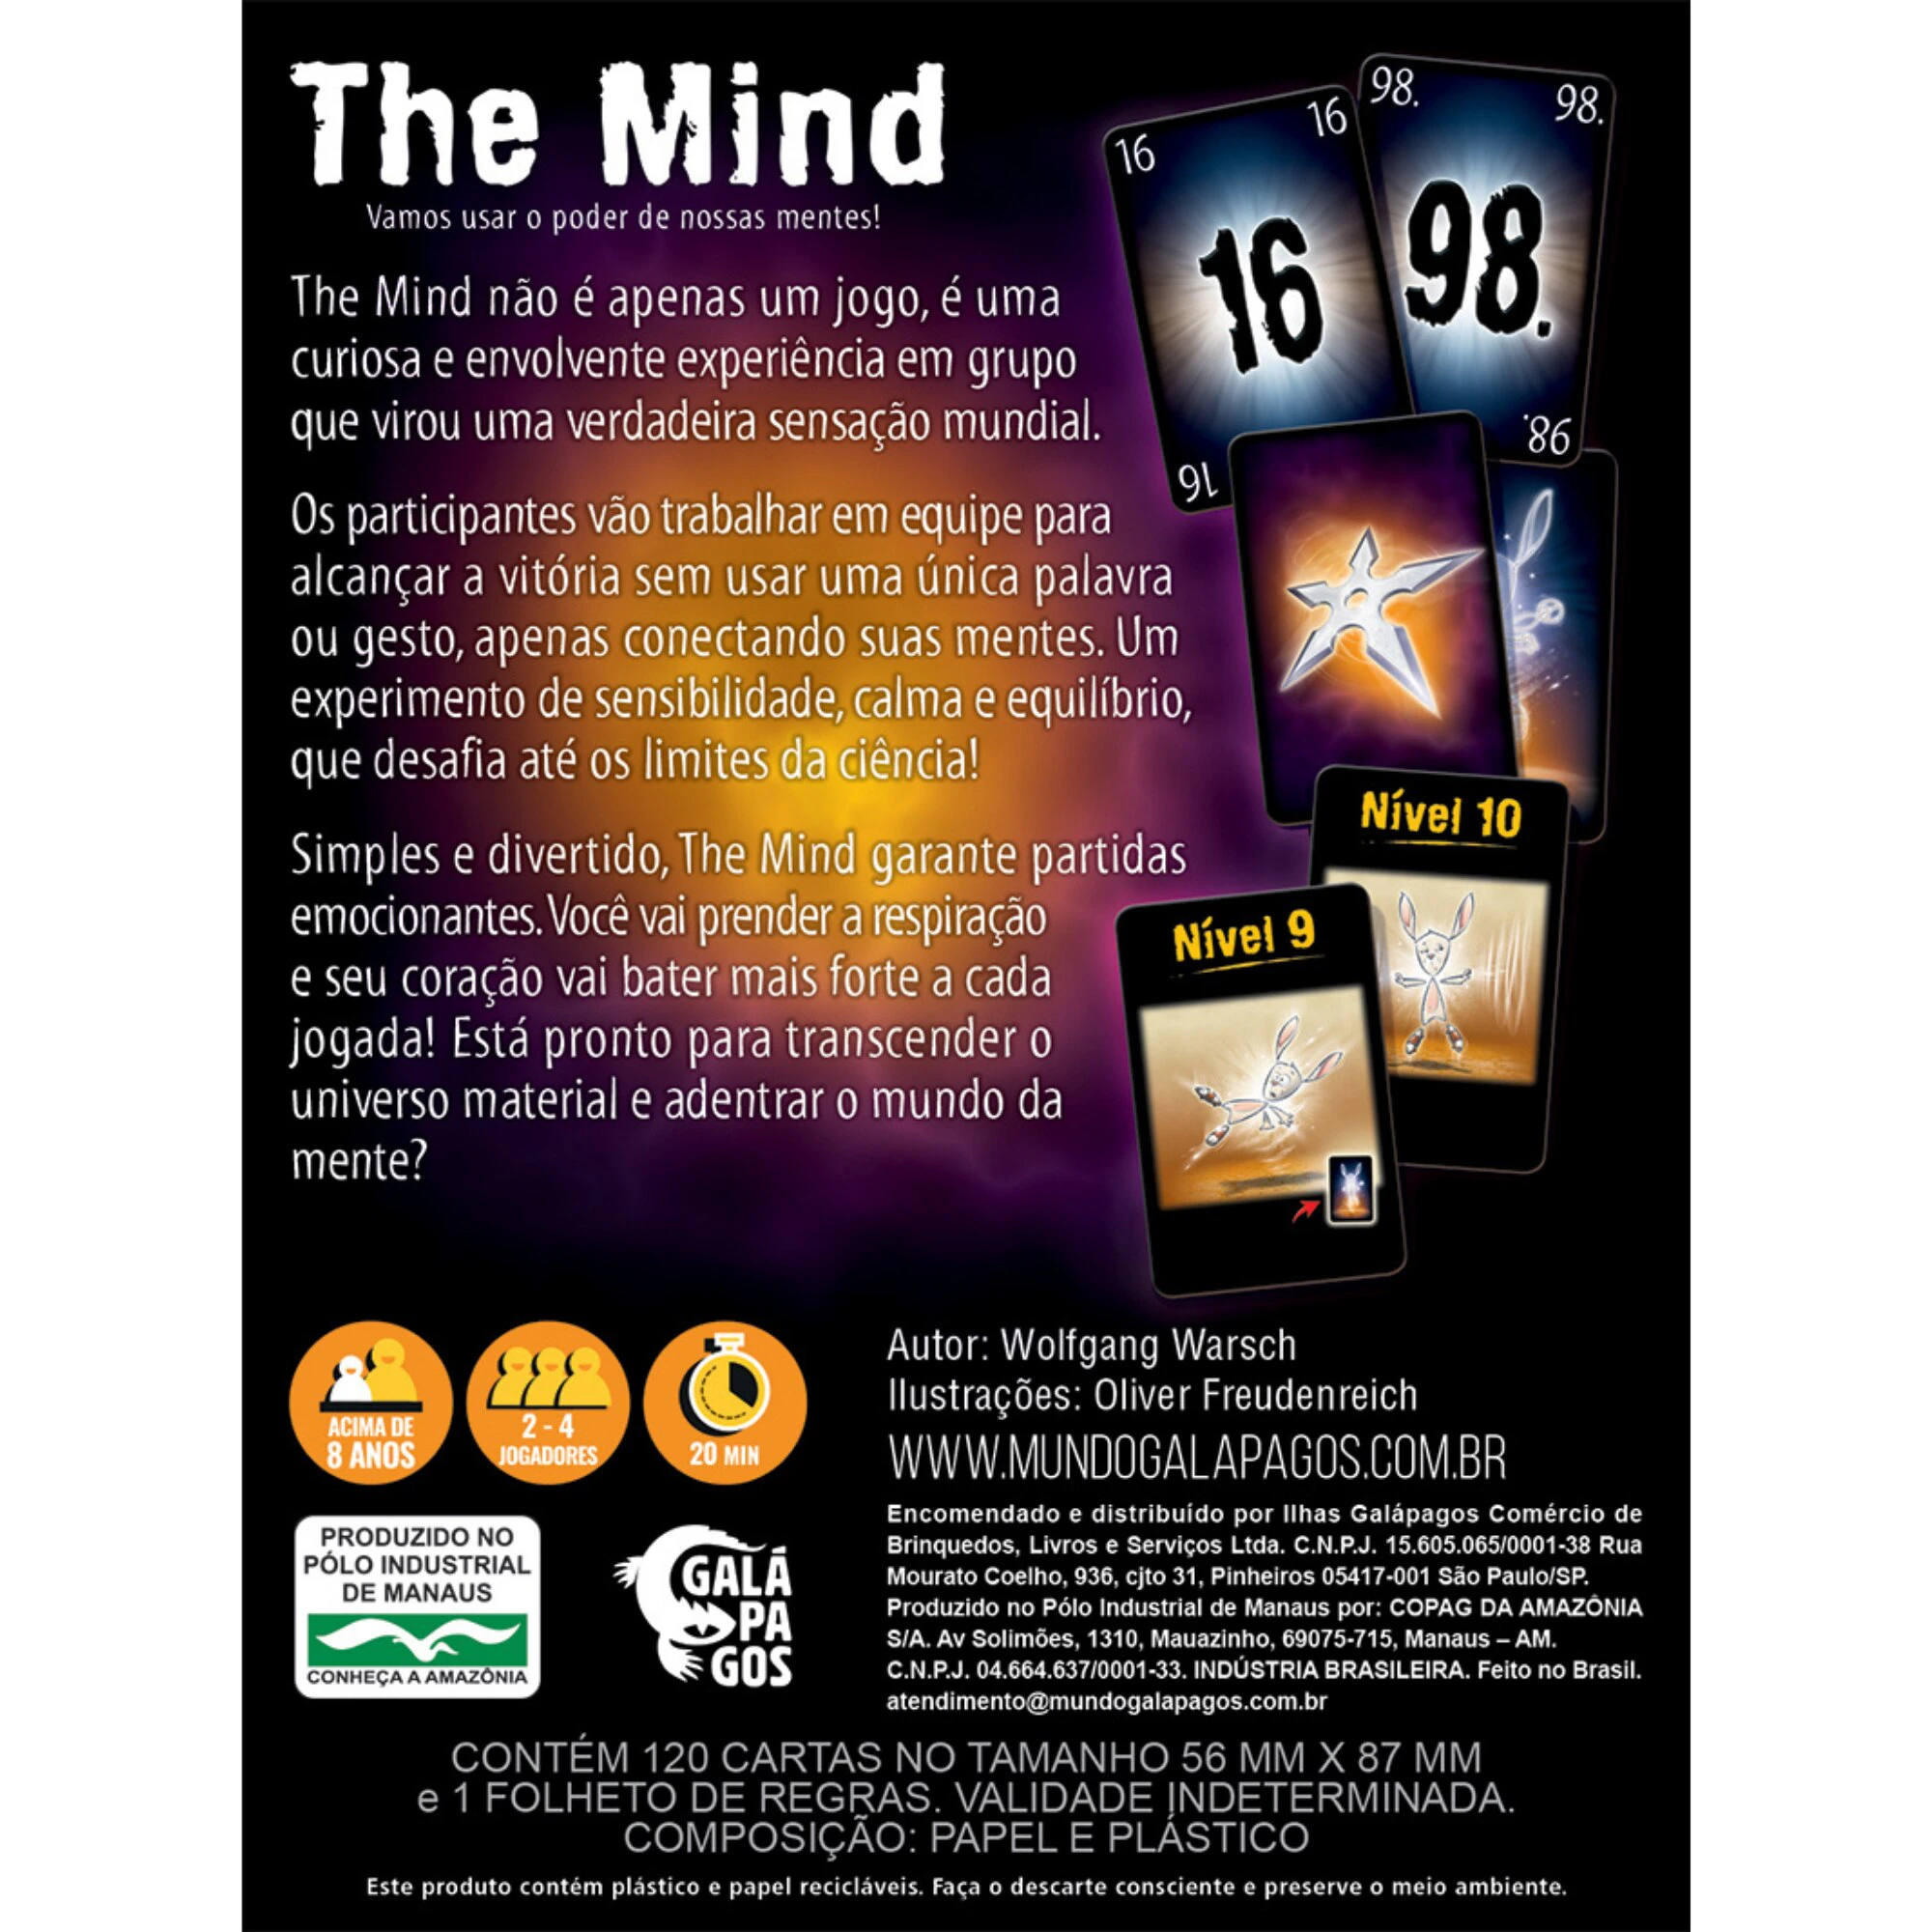 The Mind
Vamos usar o poder de nossas mentes!
The Mind não é apenas um jogo, é uma
curiosa e envolvente experiência em grupo
que virou uma verdadeira sensação mundial.
Os participantes vão trabalhar em equipe para
alcançar a vitória sem usar uma única palavra
ou gesto, apenas conectando suas mentes. Um
experimento de sensibilidade, calma e equilíbrio,
que desafia até os limites da ciência!
Simples e divertido, The Mind garante partidas
emocionantes. Você vai prender a respiração
e seu coração vai bater mais forte a cada
jogada! Está pronto para transcender o
universo material e adentrar o mundo da
mente?
16
16
16
16
98.
98.
98.
98.
Nível 10
Nível 9
ACIMA DE
8 ANOS
2 - 4
JOGADORES
20 MIN
Autor: Wolfgang Warsch
Ilustrações: Oliver Freudenreich
WWW.MUNDOGALAPAGOS.COM.BR
PRODUZIDO NO
PÓLO INDUSTRIAL
DE MANAUS
CONHEÇA A AMAZÔNIA
GALÁ
PA
GOS
Encomendado e distribuído por Ilhas Galápagos Comércio de
Brinquedos, Livros e Serviços Ltda. C.N.P.J. 15.605.065/0001-38 Rua
Mourato Coelho, 936, cjto 31, Pinheiros 05417-001 São Paulo/SP.
Produzido no Pólo Industrial de Manaus por: COPAG DA AMAZÔNIA
S/A. Av Solimões, 1310, Mauazinho, 69075-715, Manaus – AM.
C.N.P.J. 04.664.637/0001-33. INDÚSTRIA BRASILEIRA. Feito no Brasil.
atendimento@mundogalapagos.com.br
CONTÉM 120 CARTAS NO TAMANHO 56 MM X 87 MM
e 1 FOLHETO DE REGRAS. VALIDADE INDETERMINADA.
COMPOSIÇÃO: PAPEL E PLÁSTICO
Este produto contém plástico e papel recicláveis. Faça o descarte consciente e preserve o meio ambiente.